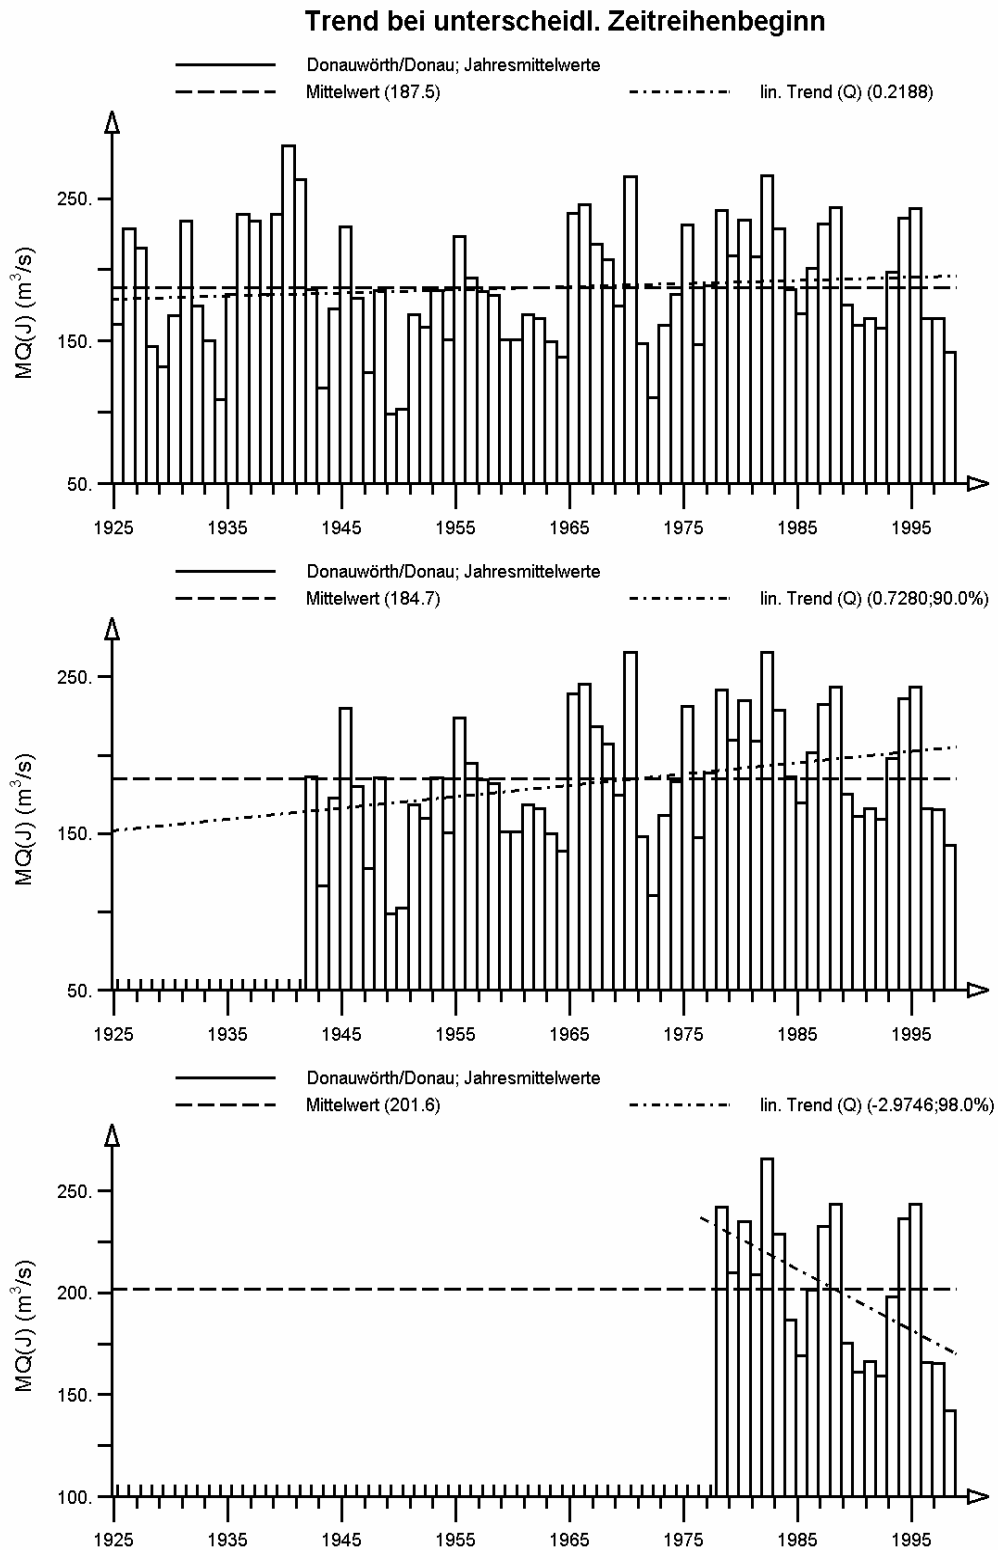 Trend bei unterscheidl. Zeitreihenbeginn
Donauwörth/Donau; Jahresmittelwerte
Mittelwert (187.5) lin. Trend (Q) (0.2188)
MQ(J) (m³/s)
250.
150.
50.
1925 1935 1945 1955 1965 1975 1985 1995
Donauwörth/Donau; Jahresmittelwerte
Mittelwert (184.7) lin. Trend (Q) (0.7280;90.0%)
MQ(J) (m³/s)
250.
150.
50.
1925 1935 1945 1955 1965 1975 1985 1995
Donauwörth/Donau; Jahresmittelwerte
Mittelwert (201.6) lin. Trend (Q) (-2.9746;98.0%)
MQ(J) (m³/s)
250.
200.
150.
100.
1925 1935 1945 1955 1965 1975 1985 1995